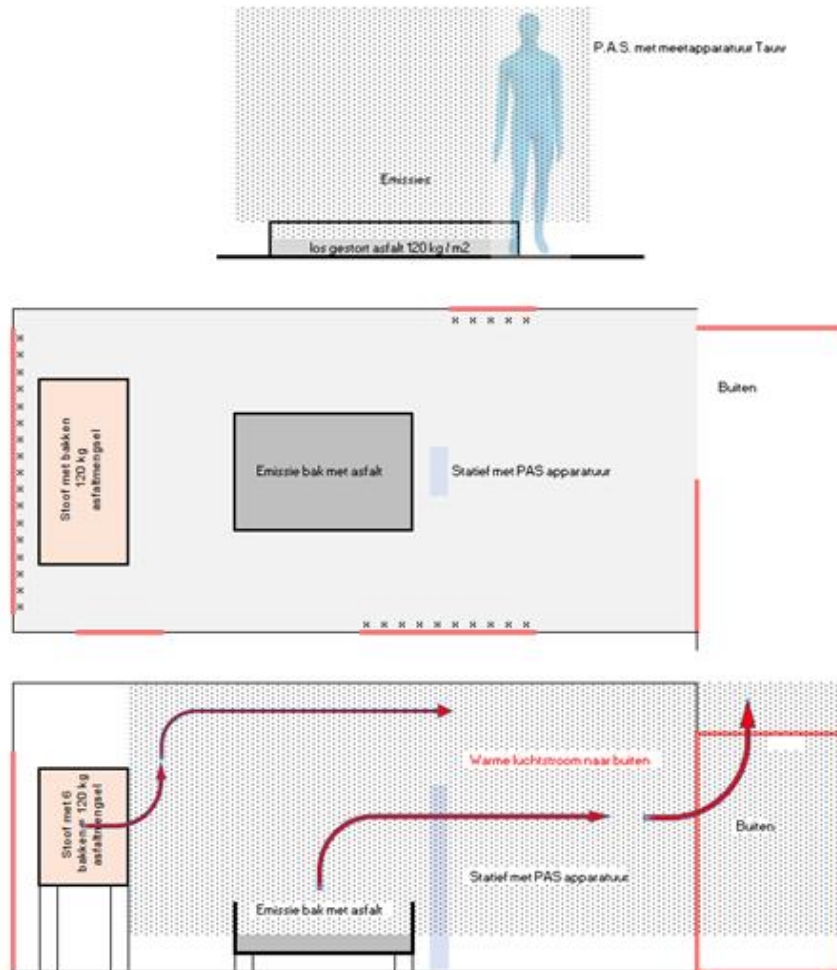 P.A.S. met meetapparatuur Tauw
Emissies
los gestort asfalt 120 kg / m2
Buiten
Stoof met bakken
120 kg
asfaltmengsel
Emissie bak met asfalt
Statief met PAS apparatuur
Warme luchtstroom naar buiten
Stoof met 6
bakken= 120 kg
asfaltmengsel
Buiten
Statief met PAS apparatuur
Emissie bak met asfalt